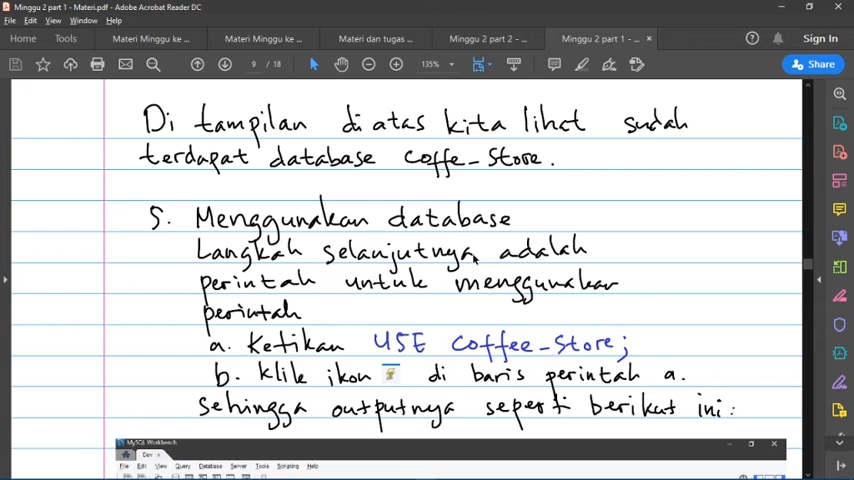 Minggu 2 part 1 - Materi.pdf - Adobe Acrobat Reader DC
File Edit View Window Help
Home Tools Materi Minggu ke ... Materi Minggu ke ... Materi dan tugas ... Minggu 2 part 2 - ... Minggu 2 part 1 - ... × Sign In
9 / 18 135% Share
Di tampilan diatas kita lihat sudah
terdapat database coffe_Store.
5. Menggunakan database
Langkah selanjutnya adalah
perintah untuk menggunakan
perintah
a. Ketikan USE Coffee_Store;
b. Klik ikon di baris perintah a.
Sehingga outputnya seperti berikut ini:
MySQL Workbench
Dev ×
File Edit View Query Database Server Tools Scripting Help